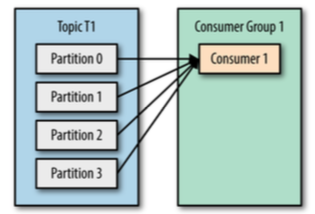 Topic T1
Partition 0
Partition 1
Partition 2
Partition 3
Consumer Group 1
Consumer 1